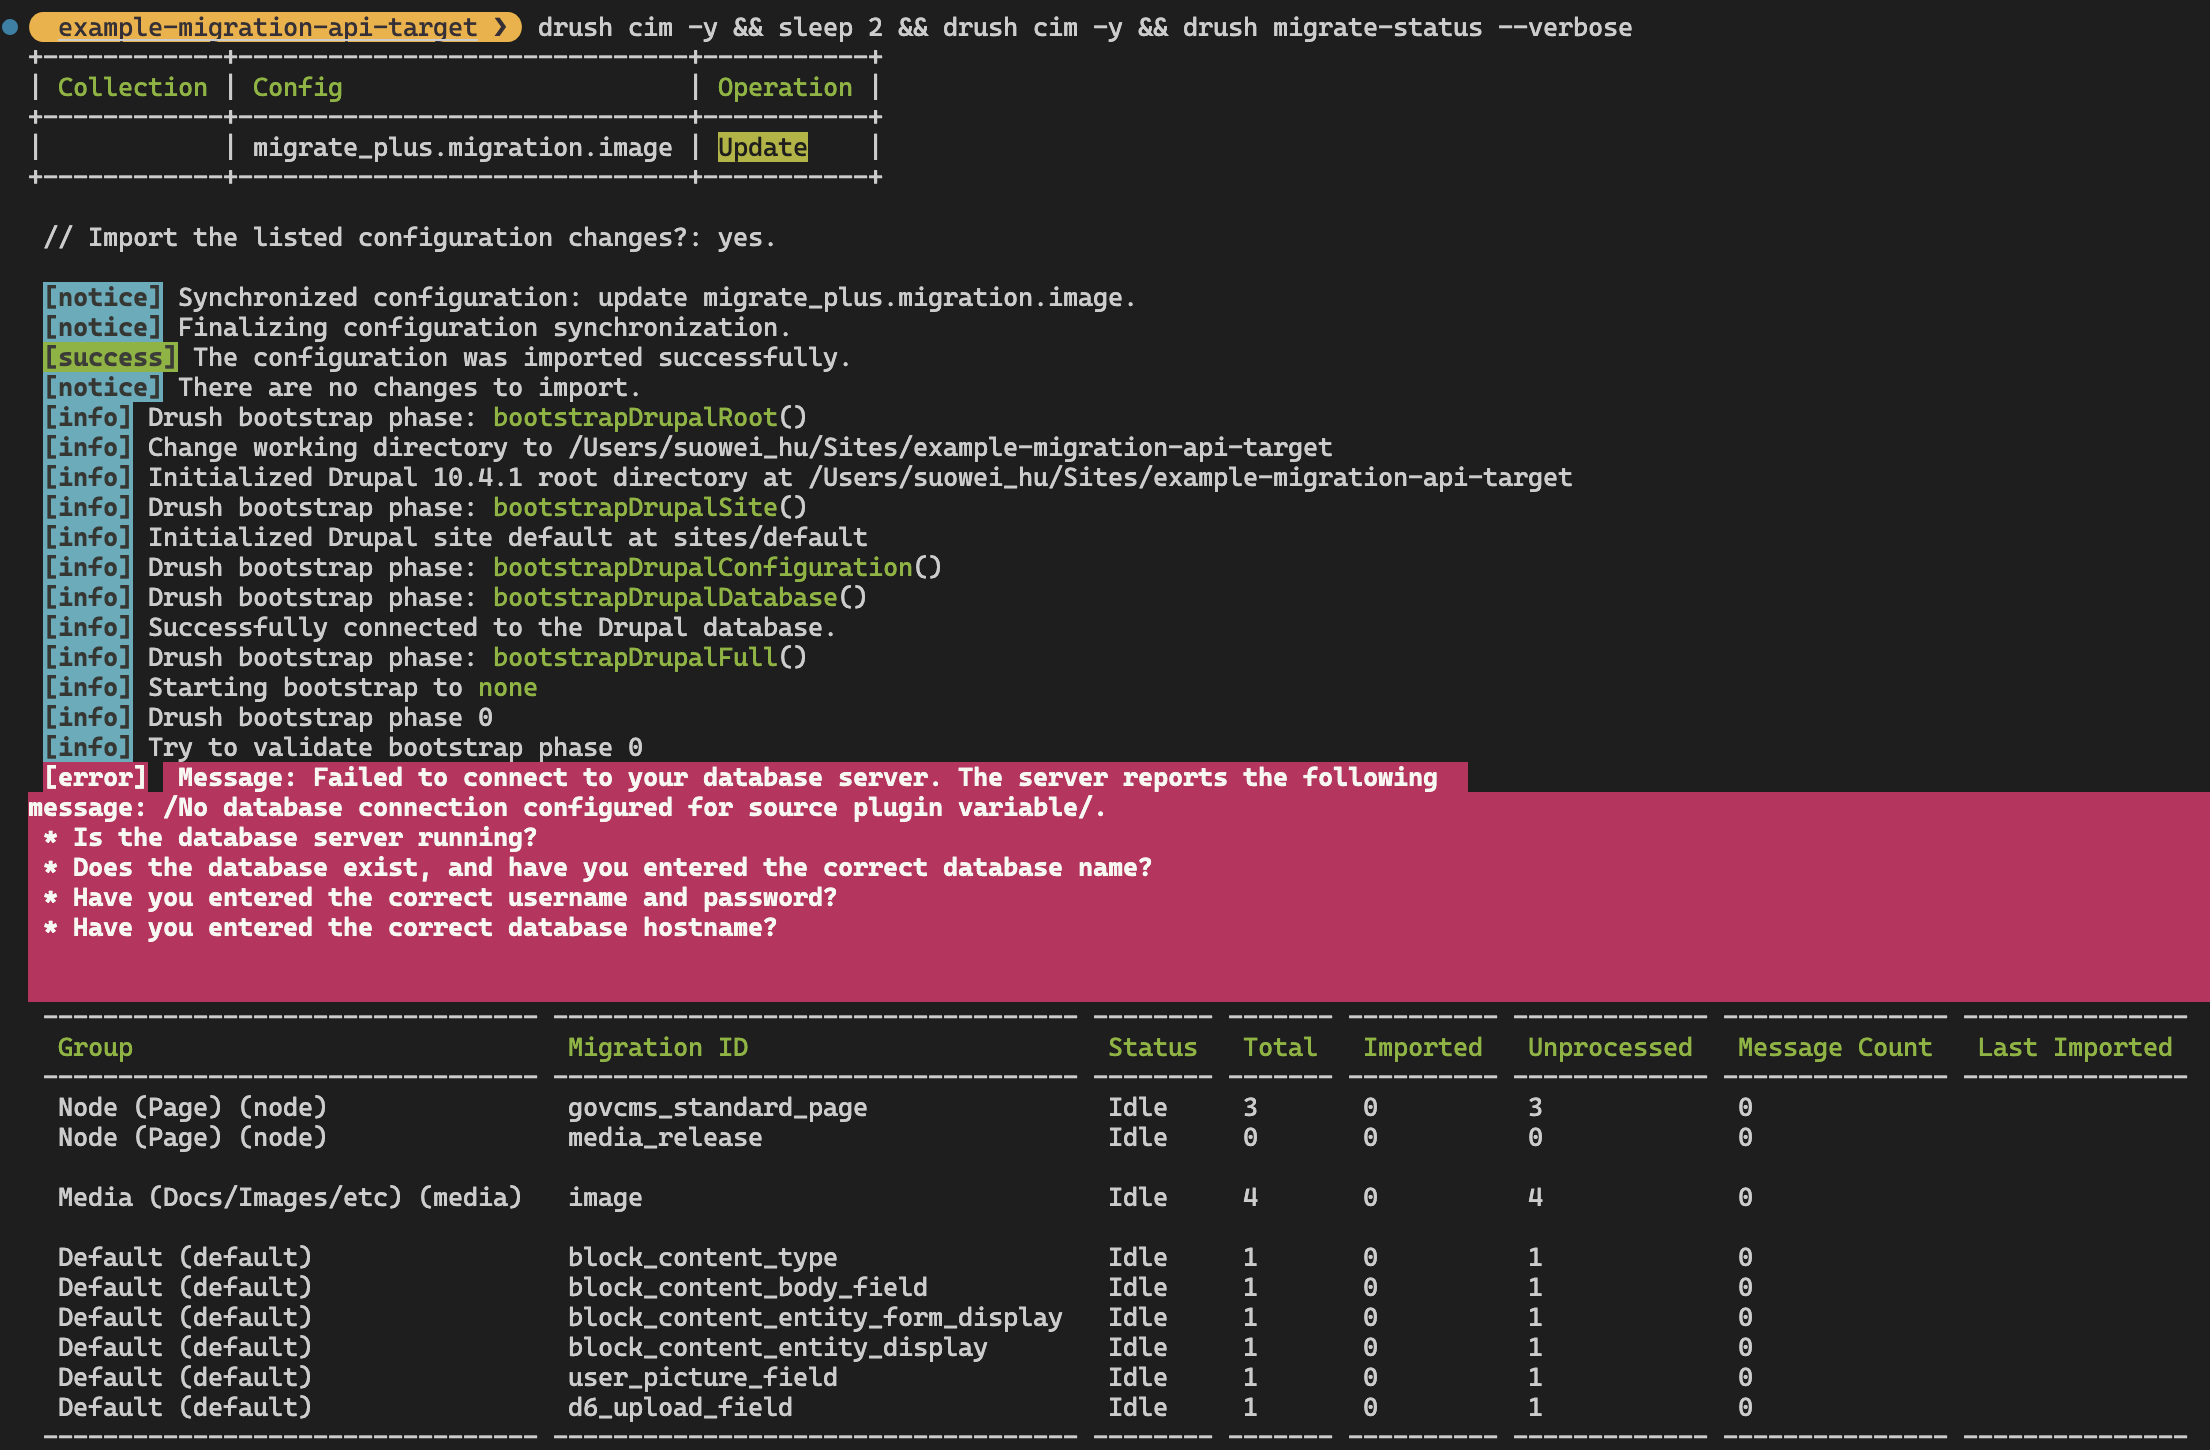 example-migration-api-target ❯ drush cim -y && sleep 2 && drush cim -y && drush migrate-status --verbose
+------------+------------------------------+-----------+
| Collection | Config                       | Operation |
+------------+------------------------------+-----------+
|            | migrate_plus.migration.image | Update    |
+------------+------------------------------+-----------+
// Import the listed configuration changes?: yes.
[notice] Synchronized configuration: update migrate_plus.migration.image.
[notice] Finalizing configuration synchronization.
[success] The configuration was imported successfully.
[notice] There are no changes to import.
[info] Drush bootstrap phase: bootstrapDrupalRoot()
[info] Change working directory to /Users/suowei_hu/Sites/example-migration-api-target
[info] Initialized Drupal 10.4.1 root directory at /Users/suowei_hu/Sites/example-migration-api-target
[info] Drush bootstrap phase: bootstrapDrupalSite()
[info] Initialized Drupal site default at sites/default
[info] Drush bootstrap phase: bootstrapDrupalConfiguration()
[info] Drush bootstrap phase: bootstrapDrupalDatabase()
[info] Successfully connected to the Drupal database.
[info] Drush bootstrap phase: bootstrapDrupalFull()
[info] Starting bootstrap to none
[info] Drush bootstrap phase 0
[info] Try to validate bootstrap phase 0
[error]  Message: Failed to connect to your database server. The server reports the following
message: /No database connection configured for source plugin variable/.
* Is the database server running?
* Does the database exist, and have you entered the correct database name?
* Have you entered the correct username and password?
* Have you entered the correct database hostname?
--------------------------------- ----------------------------------- -------- ------- ---------- ------------- --------------- ---------------
Group Migration ID Status Total Imported Unprocessed Message Count Last Imported
--------------------------------- ----------------------------------- -------- ------- ---------- ------------- --------------- ---------------
Node (Page) (node) govcms_standard_page Idle 3 0 3 0
Node (Page) (node) media_release Idle 0 0 0 0
Media (Docs/Images/etc) (media) image Idle 4 0 4 0
Default (default) block_content_type Idle 1 0 1 0
Default (default) block_content_body_field Idle 1 0 1 0
Default (default) block_content_entity_form_display Idle 1 0 1 0
Default (default) block_content_entity_display Idle 1 0 1 0
Default (default) user_picture_field Idle 1 0 1 0
Default (default) d6_upload_field Idle 1 0 1 0
--------------------------------- ----------------------------------- -------- ------- ---------- ------------- --------------- ---------------